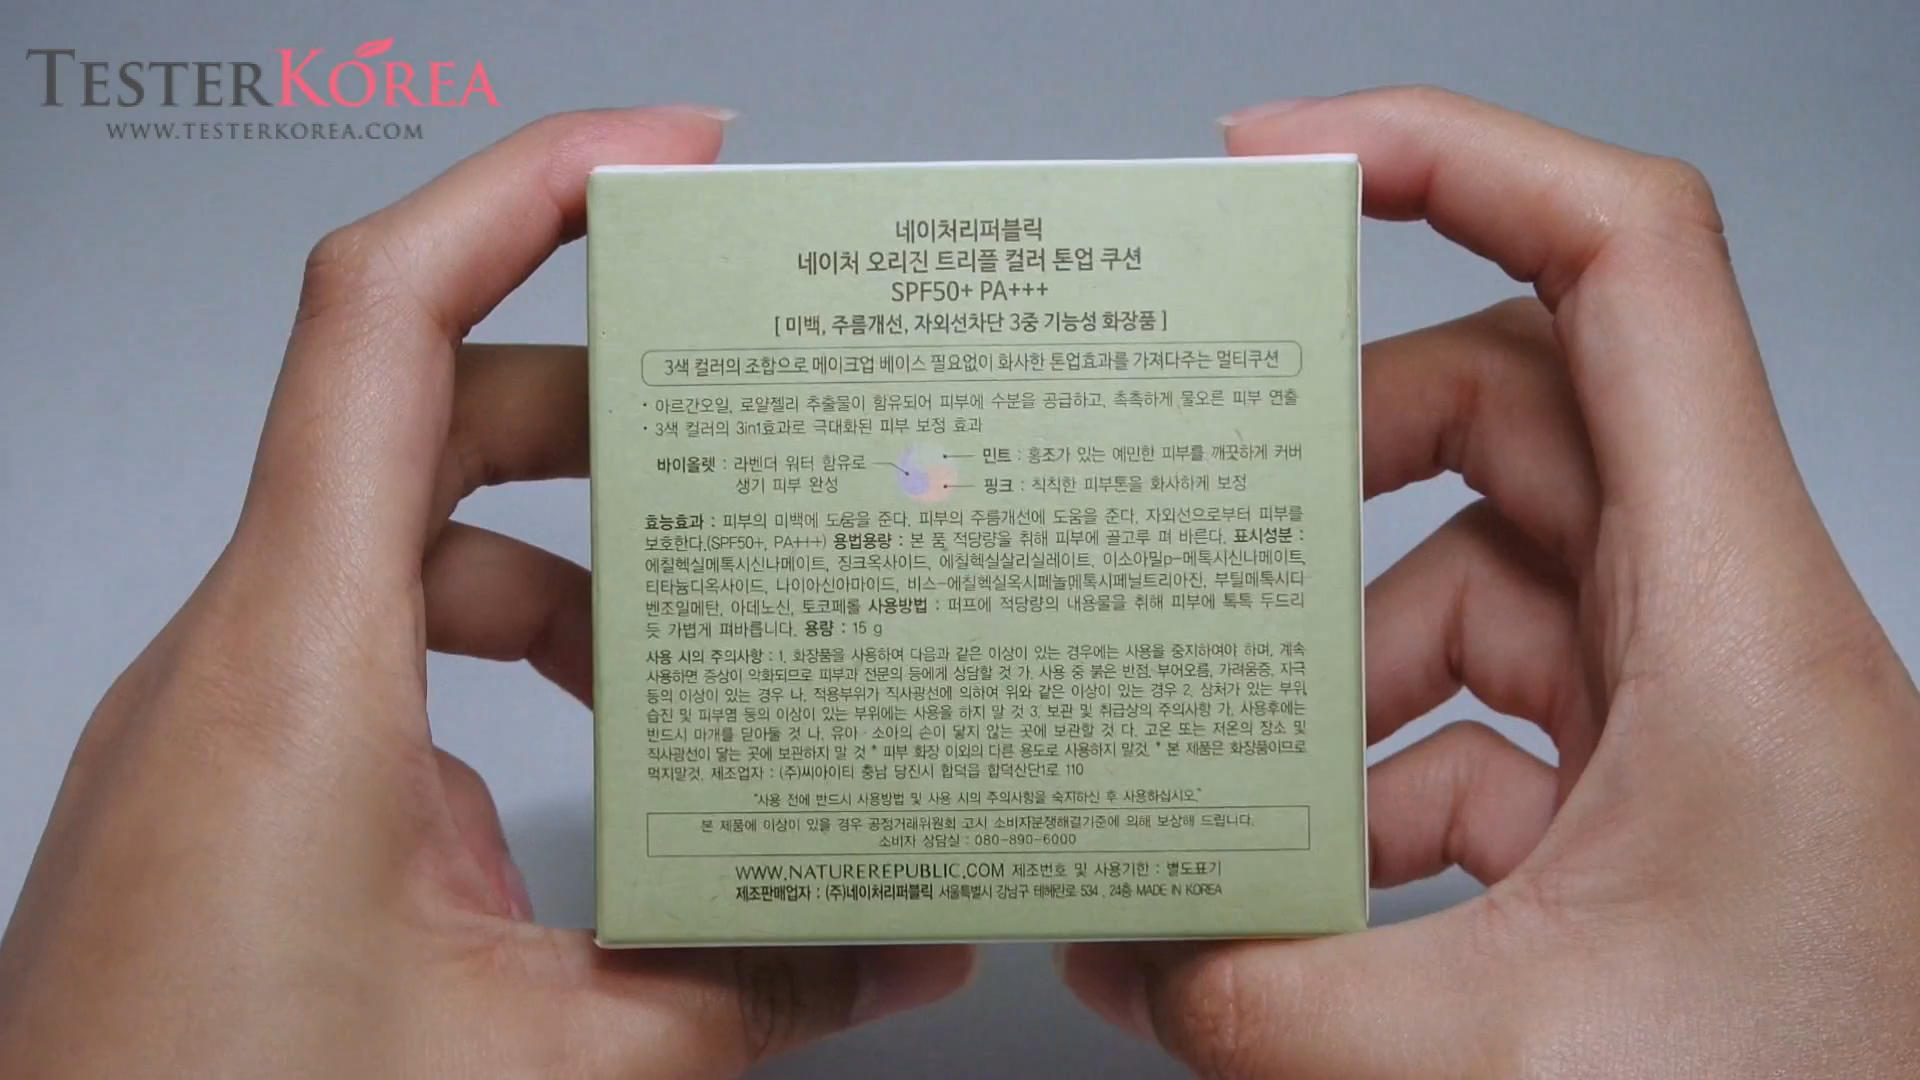 TESTERKOREA
WWW.TESTERKOREA.COM
네이처리퍼블릭
네이처 오리진 트리플 컬러 톤업 쿠션
SPF50+ PA+++
[ 미백, 주름개선, 자외선차단 3중 기능성 화장품 ]
3색 컬러의 조합으로 메이크업 베이스 필요없이 화사한 톤업효과를 가져다주는 멀티쿠션
· 아르간오일, 로얄젤리 추출물이 함유되어 피부에 수분을 공급하고, 촉촉하게 물오른 피부 연출
· 3색 컬러의 3in1효과로 극대화된 피부 보정 효과
바이올렛 : 라벤더 워터 함유로
생기 피부 완성
민트 : 홍조가 있는 예민한 피부를 깨끗하게 커버
핑크 : 칙칙한 피부톤을 화사하게 보정
효능효과 : 피부의 미백에 도움을 준다. 피부의 주름개선에 도움을 준다. 자외선으로부터 피부를
보호한다.(SPF50+, PA+++) 용법용량 : 본 품 적당량을 취해 피부에 골고루 펴 바른다. 표시성분 :
에칠헥실메톡시신나메이트, 징크옥사이드, 에칠헥실살리실레이트, 이소아밀p-메톡시신나메이트,
티타늄디옥사이드, 나이아신아마이드, 비스-에칠헥실옥시페놀메톡시페닐트리아진, 부틸메톡시디
벤조일메탄, 아데노신, 토코페롤 사용방법 : 퍼프에 적당량의 내용물을 취해 피부에 톡톡 두드리
듯 가볍게 펴바릅니다. 용량 : 15 g
사용 시의 주의사항 : 1. 화장품을 사용하여 다음과 같은 이상이 있는 경우에는 사용을 중지하여야 하며, 계속
사용하면 증상이 악화되므로 피부과 전문의 등에게 상담할 것 가. 사용 중 붉은 반점, 부어오름, 가려움증, 자극
등의 이상이 있는 경우 나. 적용부위가 직사광선에 의하여 위와 같은 이상이 있는 경우 2. 상처가 있는 부위,
습진 및 피부염 등의 이상이 있는 부위에는 사용을 하지 말 것 3. 보관 및 취급상의 주의사항 가. 사용후에는
반드시 마개를 닫아둘 것 나. 유아·소아의 손이 닿지 않는 곳에 보관할 것 다. 고온 또는 저온의 장소 및
직사광선이 닿는 곳에 보관하지 말 것 * 피부 화장 이외의 다른 용도로 사용하지 말것. * 본 제품은 화장품이므로
먹지말것. 제조업자 : (주)씨아이티 충남 당진시 합덕읍 합덕산단1로 110
"사용 전에 반드시 사용방법 및 사용 시의 주의사항을 숙지하신 후 사용하십시오."
본 제품에 이상이 있을 경우 공정거래위원회 고시 소비자분쟁해결기준에 의해 보상해 드립니다.
소비자 상담실 : 080-890-6000
WWW.NATUREREPUBLIC.COM 제조번호 및 사용기한 : 별도표기
제조판매업자 : (주)네이처리퍼블릭 서울특별시 강남구 테헤란로 534 , 24층 MADE IN KOREA